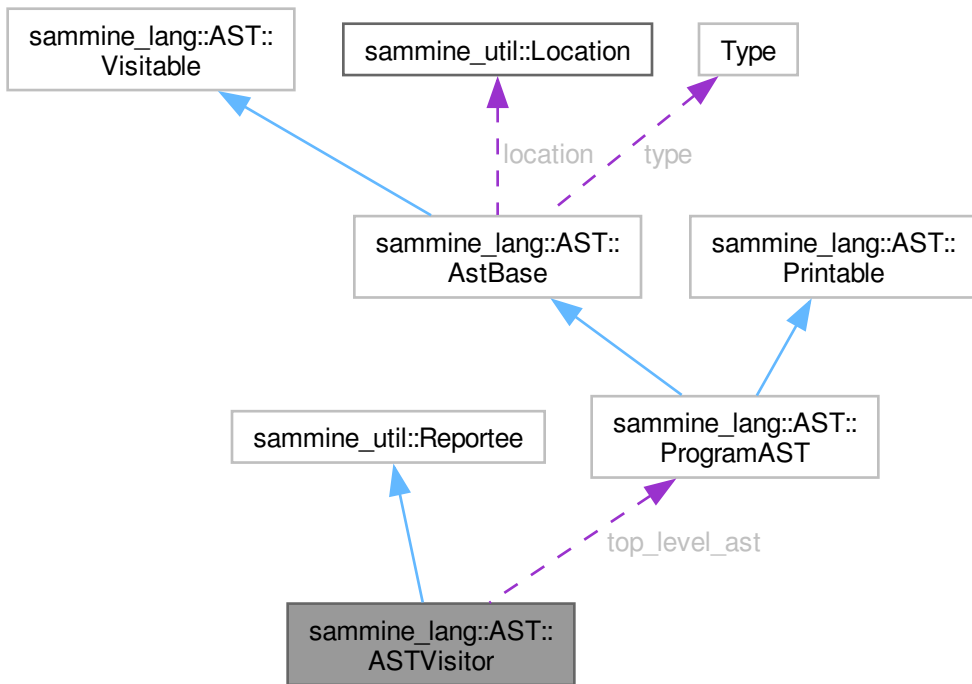 sammine_lang::AST::
Visitable
sammine_util::Location
Type
location
type
sammine_lang::AST::
AstBase
sammine_lang::AST::
Printable
sammine_util::Reportee
sammine_lang::AST::
ProgramAST
top_level_ast
sammine_lang::AST::
ASTVisitor